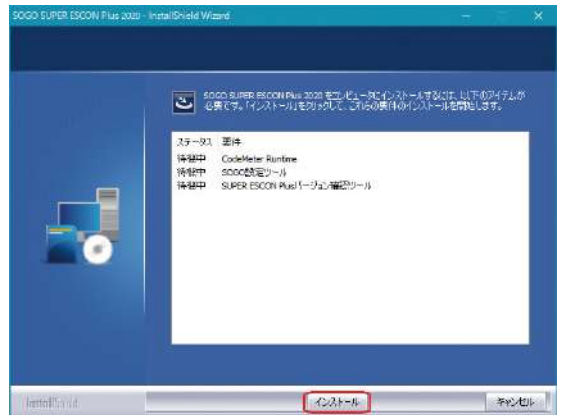 SOGO SUPER ESCON Plus 2020 - InstallShield Wizard
SOGO SUPER ESCON Plus 2020 をコンピュータにインストールするには、以下のアイテムが
必要です。「インストール」をクリックして、これらの要件のインストールを開始します。
ステータス 要件
待機中 CodeMeter Runtime
待機中 SOGO設定ツール
待機中 SUPER ESCON Plusバージョン確認ツール
InstallShield
インストール
キャンセル